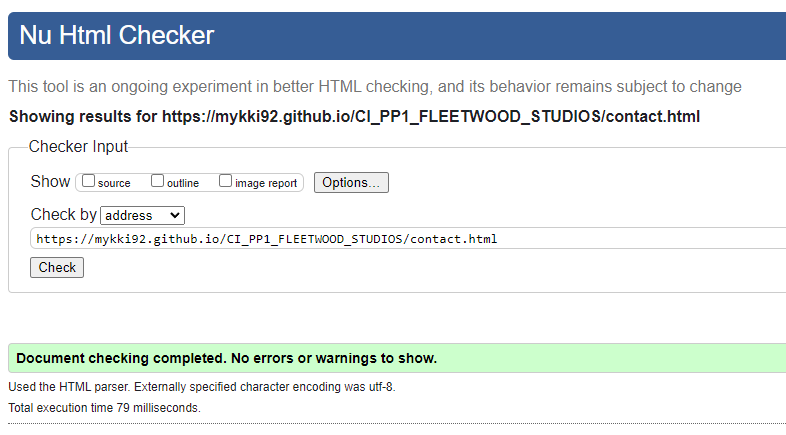 Nu Html Checker
This tool is an ongoing experiment in better HTML checking, and its behavior remains subject to change
Showing results for https://mykki92.github.io/CI_PP1_FLEETWOOD_STUDIOS/contact.html
Checker Input
Show source outline image report Options...
Check by address
https://mykki92.github.io/CI_PP1_FLEETWOOD_STUDIOS/contact.html
Check
Document checking completed. No errors or warnings to show.
Used the HTML parser. Externally specified character encoding was utf-8.
Total execution time 79 milliseconds.